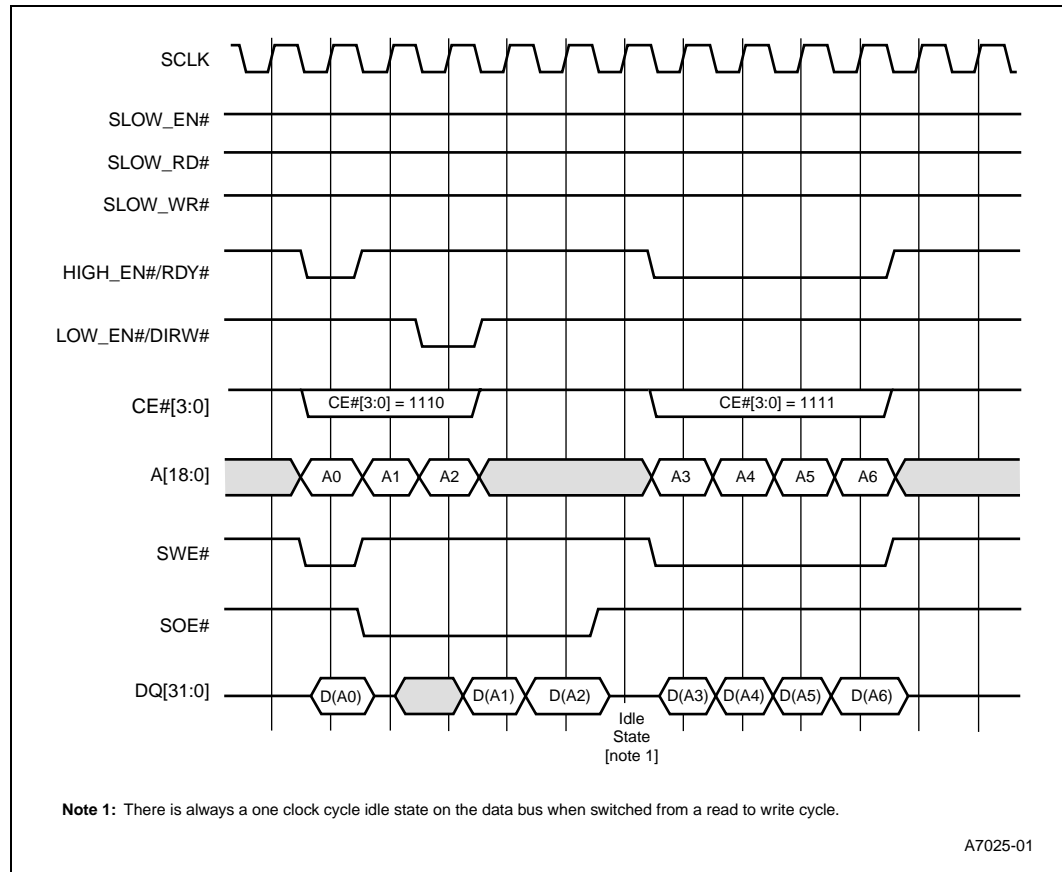 SCLK
SLOW_EN#
SLOW_RD#
SLOW_WR#
HIGH_EN#/RDY#
LOW_EN#/DIRW#
CE#[3:0]
CE#[3:0] = 1110
CE#[3:0] = 1111
A[18:0]
A0
A1
A2
A3
A4
A5
A6
SWE#
SOE#
DQ[31:0]
D(A0)
D(A1)
D(A2)
D(A3)
D(A4)
D(A5)
D(A6)
Idle
State
[note 1]
Note 1: There is always a one clock cycle idle state on the data bus when switched from a read to write cycle.
A7025-01